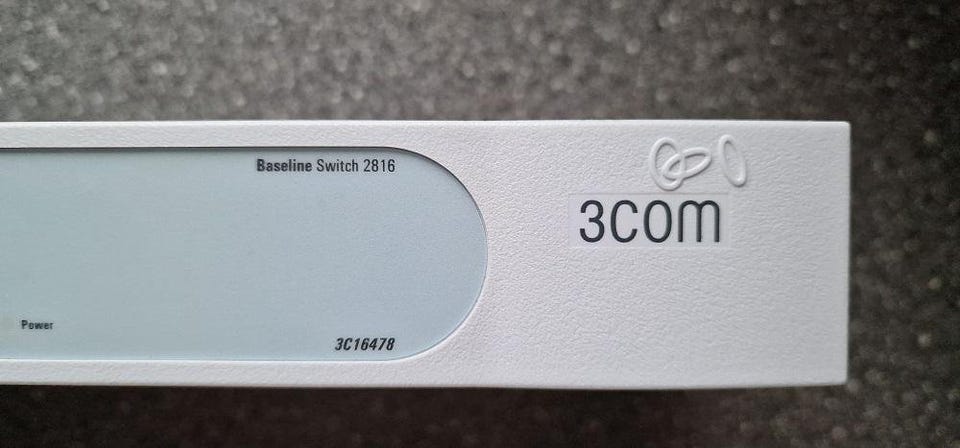 Baseline Switch 2816
3COM
Power
3C16478